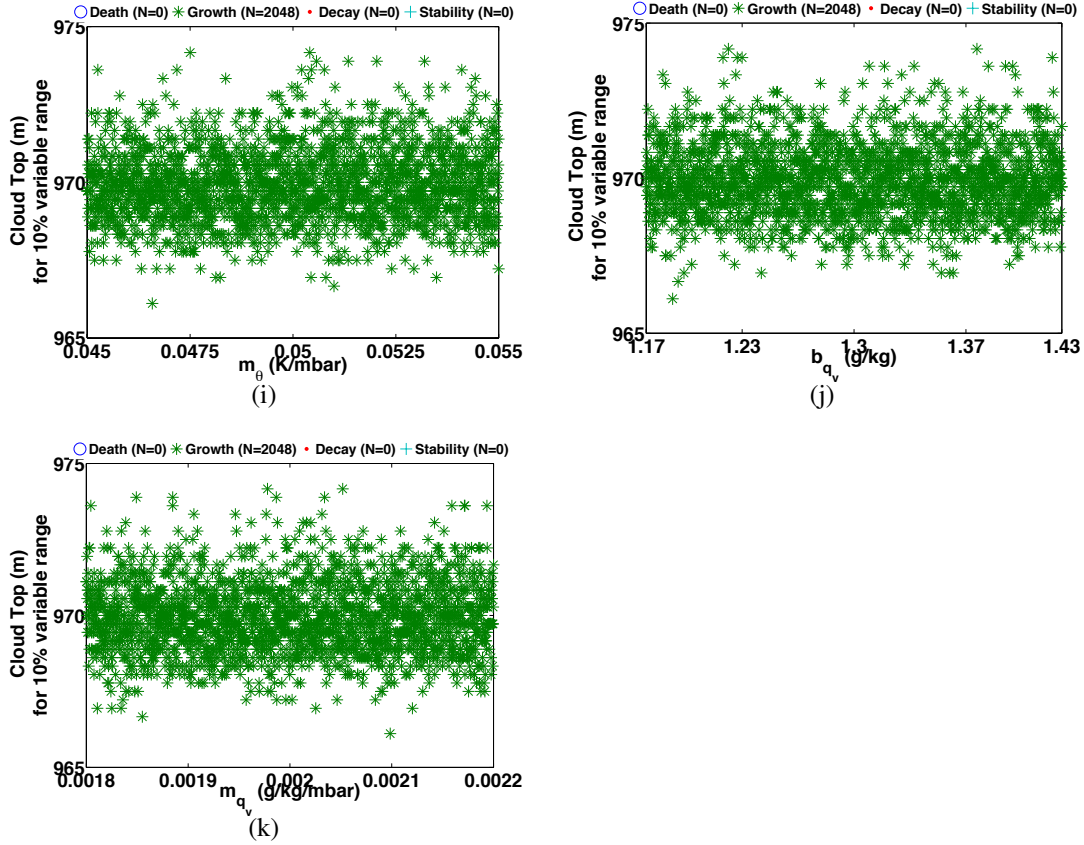 Death (N=0) Growth (N=2048) Decay (N=0) Stability (N=0)
975
970
965
Cloud Top (m)
for 10% variable range
0.045 0.0475 0.05 0.0525 0.055
m_θ (K/mbar)
(i)
Death (N=0) Growth (N=2048) Decay (N=0) Stability (N=0)
975
970
965
Cloud Top (m)
for 10% variable range
1.17 1.23 1.3 1.37 1.43
b_q_v (g/kg)
(j)
Death (N=0) Growth (N=2048) Decay (N=0) Stability (N=0)
975
970
965
Cloud Top (m)
for 10% variable range
0.0018 0.0019 0.002 0.0021 0.0022
m_q_v (g/kg/mbar)
(k)